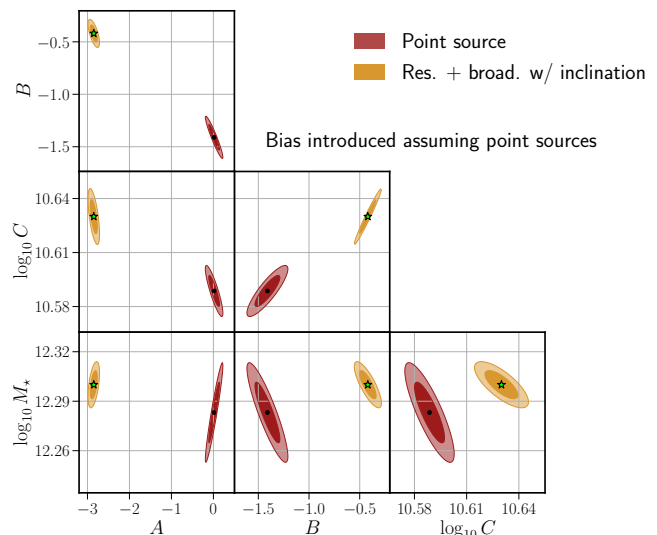 Point source
Res. + broad. w/ inclination
Bias introduced assuming point sources
B
−0.5
−1.0
−1.5
log₁₀ C
10.64
10.61
10.58
log₁₀ M⋆
12.32
12.29
12.26
−3 −2 −1 0
A
−1.5 −1.0 −0.5
B
10.58 10.61 10.64
log₁₀ C